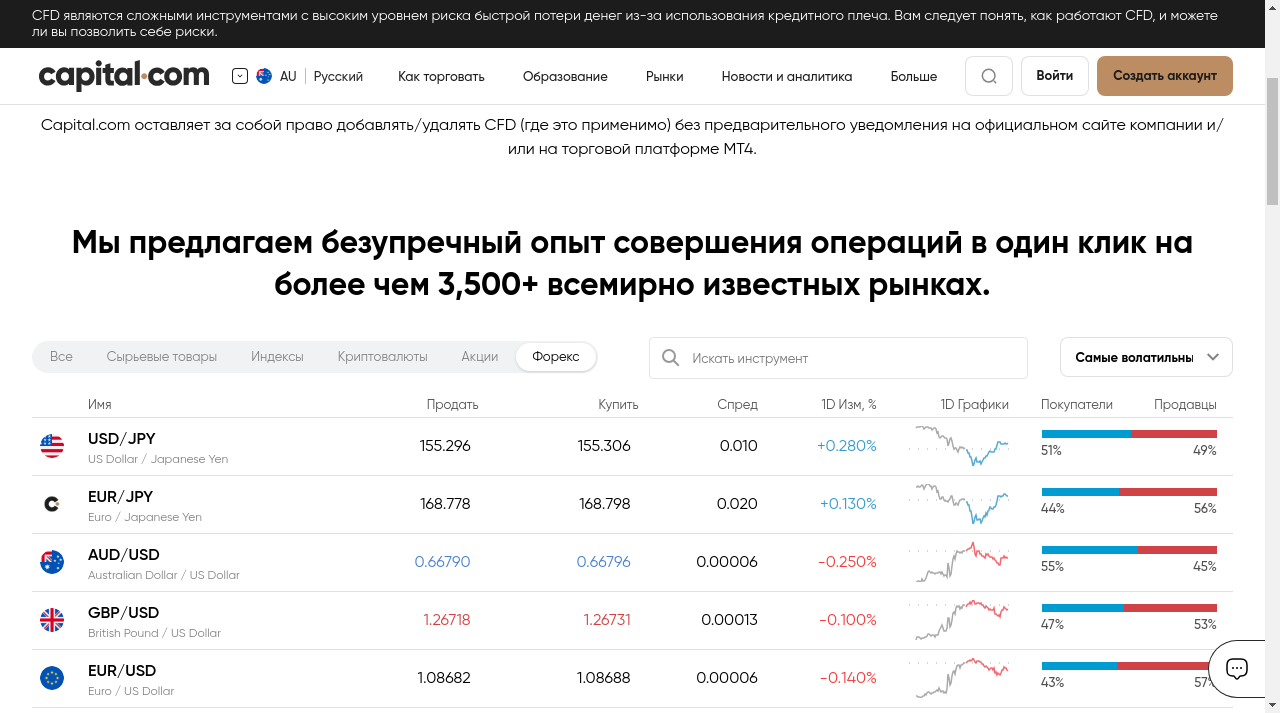 CFD являются сложными инструментами с высоким уровнем риска быстрой потери денег из-за использования кредитного плеча. Вам следует понять, как работают CFD, и можете
ли вы позволить себе риски.
capital.com AU Русский Как торговать Образование Рынки Новости и аналитика Больше Войти Создать аккаунт
Capital.com оставляет за собой право добавлять/удалять CFD (где это применимо) без предварительного уведомления на официальном сайте компании и/
или на торговой платформе MT4.
Мы предлагаем безупречный опыт совершения операций в один клик на
более чем 3,500+ всемирно известных рынках.
Все Сырьевые товары Индексы Криптовалюты Акции Форекс Искать инструмент Самые волатильны
Имя Продать Купить Спред 1D Изм, % 1D Графики Покупатели Продавцы
USD/JPY 155.296 155.306 0.010 +0.280% 51% 49%
US Dollar / Japanese Yen
EUR/JPY 168.778 168.798 0.020 +0.130% 44% 56%
Euro / Japanese Yen
AUD/USD 0.66790 0.66796 0.00006 -0.250% 55% 45%
Australian Dollar / US Dollar
GBP/USD 1.26718 1.26731 0.00013 -0.100% 47% 53%
British Pound / US Dollar
EUR/USD 1.08682 1.08688 0.00006 -0.140% 43% 57%
Euro / US Dollar